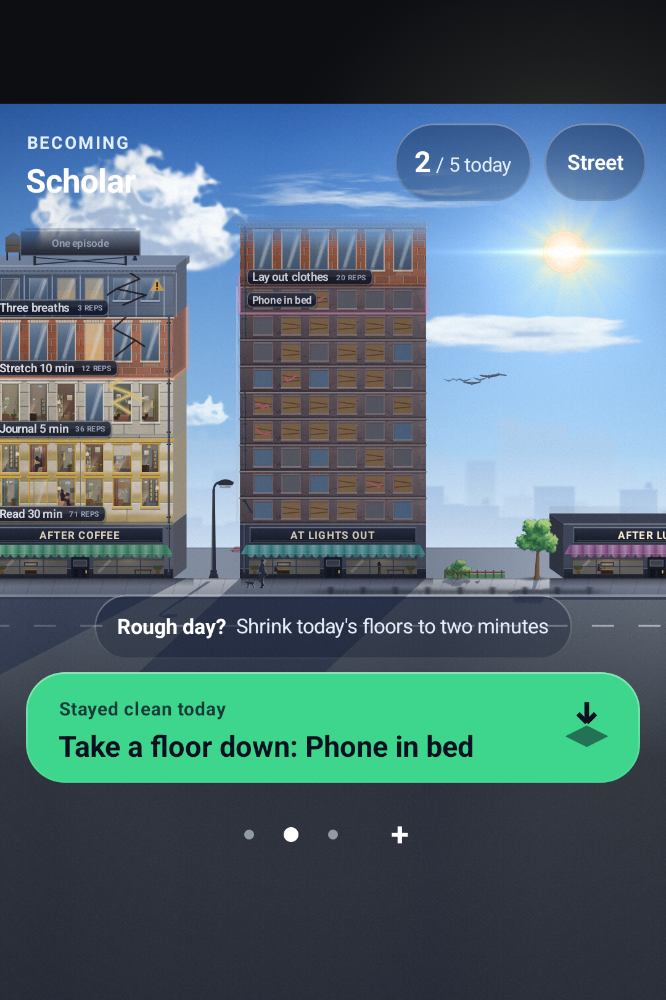 BECOMING
Scholar
2 / 5 today
Street
One episode
Three breaths 3 REPS
Stretch 10 min 12 REPS
Journal 5 min 36 REPS
Read 30 min 71 REPS
AFTER COFFEE
Lay out clothes 20 REPS
Phone in bed
AT LIGHTS OUT
AFTER LU
Rough day? Shrink today's floors to two minutes
Stayed clean today
Take a floor down: Phone in bed